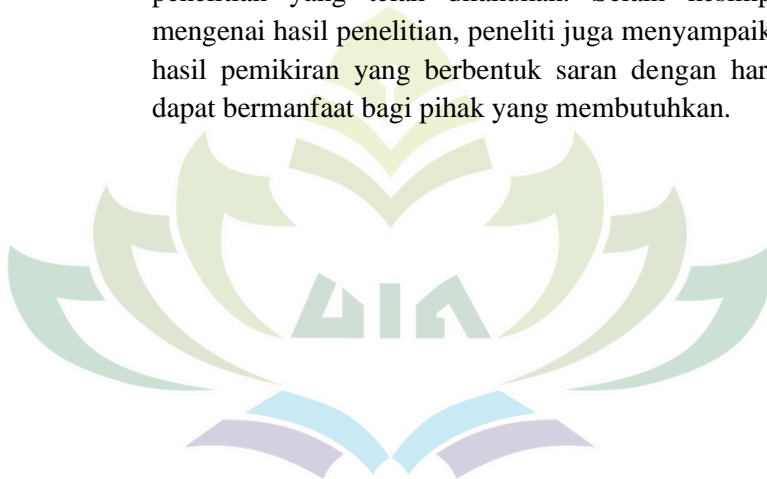 penelitian yang telah dilakukan. Selain kesimp
mengenai hasil penelitian, peneliti juga menyampaik
hasil pemikiran yang berbentuk saran dengan har
dapat bermanfaat bagi pihak yang membutuhkan.
UIN